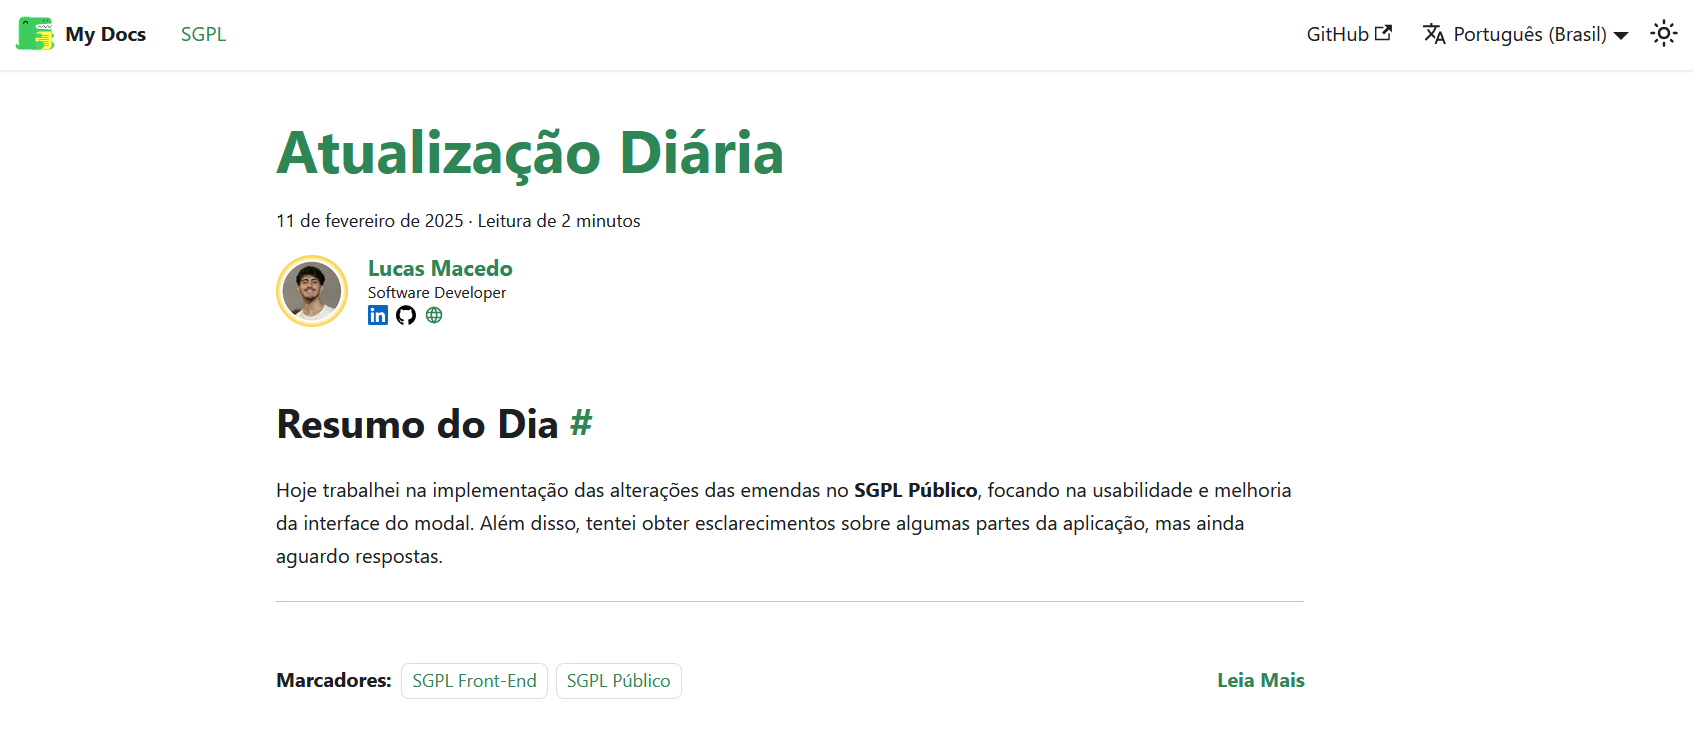 My Docs SGPL GitHub Português (Brasil)
Atualização Diária
11 de fevereiro de 2025 · Leitura de 2 minutos
Lucas Macedo
Software Developer
in
Resumo do Dia #
Hoje trabalhei na implementação das alterações das emendas no SGPL Público, focando na usabilidade e melhoria
da interface do modal. Além disso, tentei obter esclarecimentos sobre algumas partes da aplicação, mas ainda
aguardo respostas.
Marcadores: SGPL Front-End SGPL Público Leia Mais